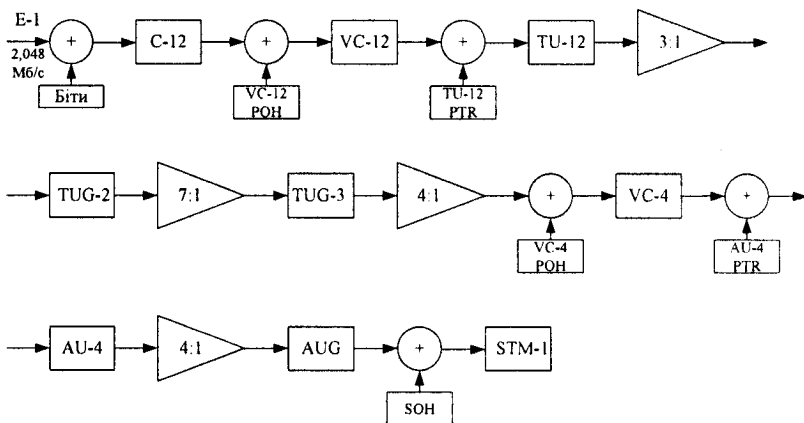 E-1
2,048
Мб/с
+
C-12
+
VC-12
+
TU-12
3:1
Біти
VC-12
POH
TU-12
PTR
TUG-2
7:1
TUG-3
4:1
+
VC-4
+
VC-4
POH
AU-4
PTR
AU-4
4:1
AUG
+
STM-1
SOH